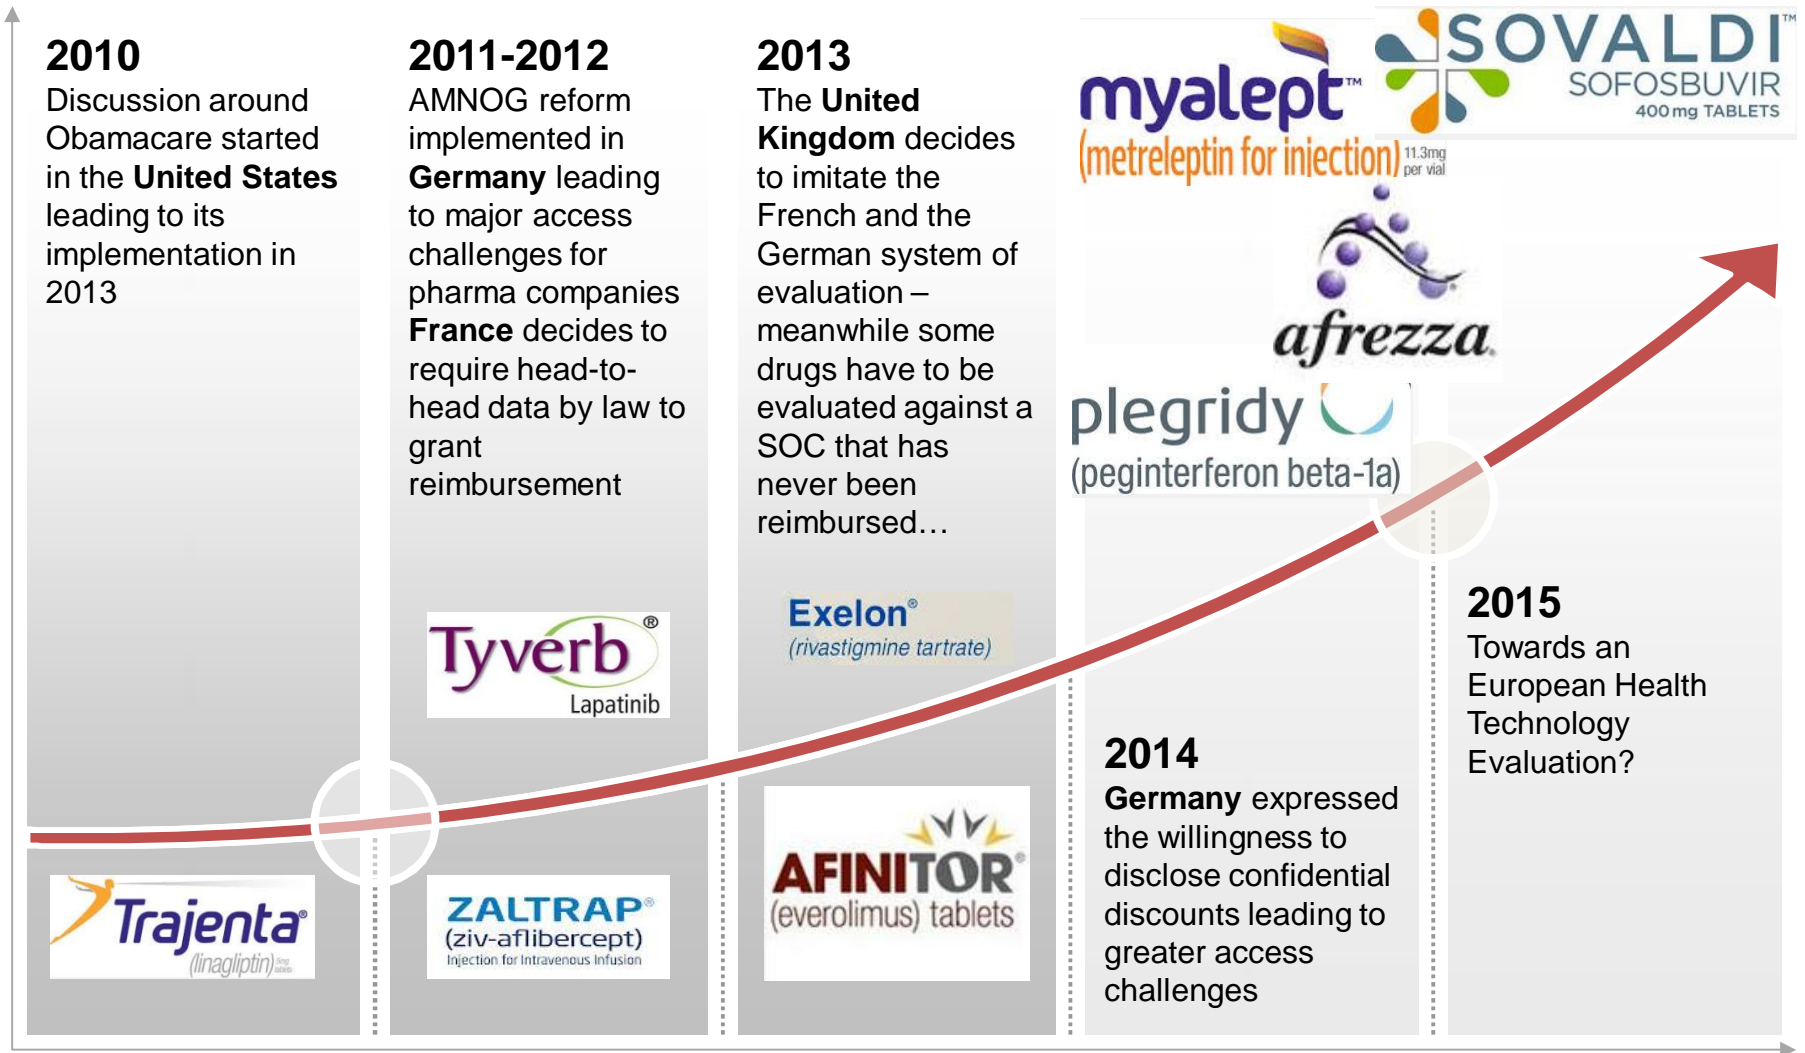 2010
Discussion around
Obamacare started
in the United States
leading to its
implementation in
2013
Trajenta®
(linagliptin) 5mg
tablets
2011-2012
AMNOG reform
implemented in
Germany leading
to major access
challenges for
pharma companies
France decides to
require head-to-
head data by law to
grant
reimbursement
Tyverb®
Lapatinib
ZALTRAP®
(ziv-aflibercept)
Injection for Intravenous Infusion
2013
The United
Kingdom decides
to imitate the
French and the
German system of
evaluation –
meanwhile some
drugs have to be
evaluated against a
SOC that has
never been
reimbursed…
Exelon®
(rivastigmine tartrate)
AFINITOR®
(everolimus) tablets
myalept™
(metreleptin for injection) 11.3mg
per vial
SOVALDI™
SOFOSBUVIR
400 mg TABLETS
afrezza®
plegridy
(peginterferon beta-1a)
2014
Germany expressed
the willingness to
disclose confidential
discounts leading to
greater access
challenges
2015
Towards an
European Health
Technology
Evaluation?